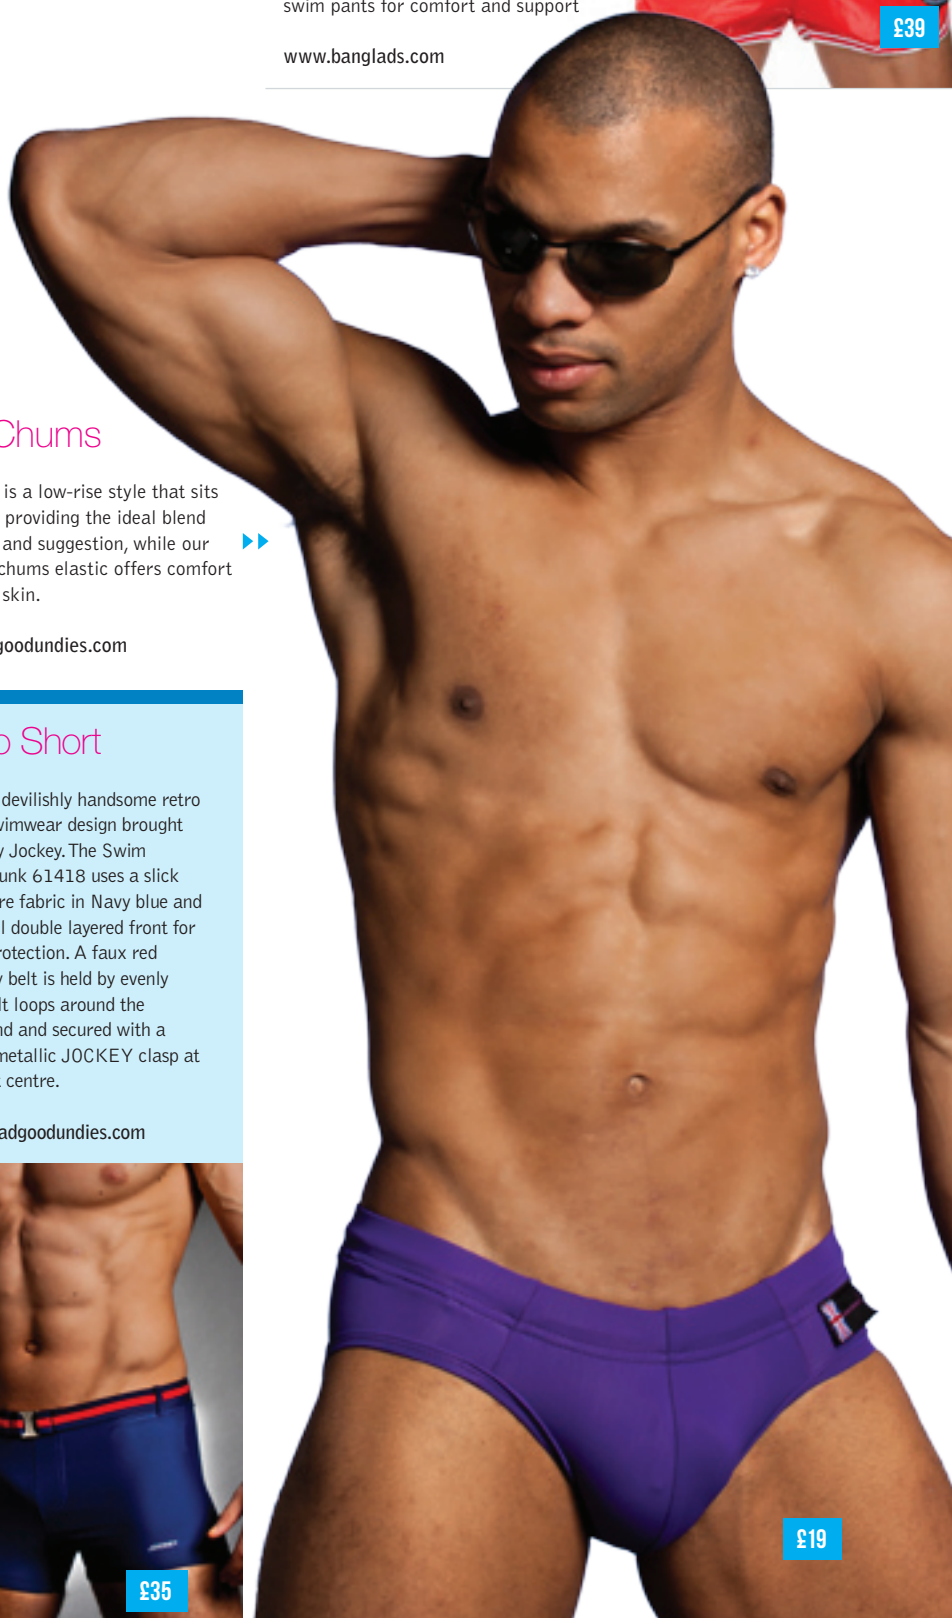 swim pants for comfort and support
www.banglads.com
£39
Chums
is a low-rise style that sits
providing the ideal blend
and suggestion, while our
chums elastic offers comfort
skin.
goodundies.com
Short
devilishly handsome retro
swimwear design brought
Jockey. The Swim
unk 61418 uses a slick
re fabric in Navy blue and
l double layered front for
rotection. A faux red
y belt is held by evenly
lt loops around the
nd and secured with a
metallic JOCKEY clasp at
centre.
adgoodundies.com
JOCKEY
£35
£19